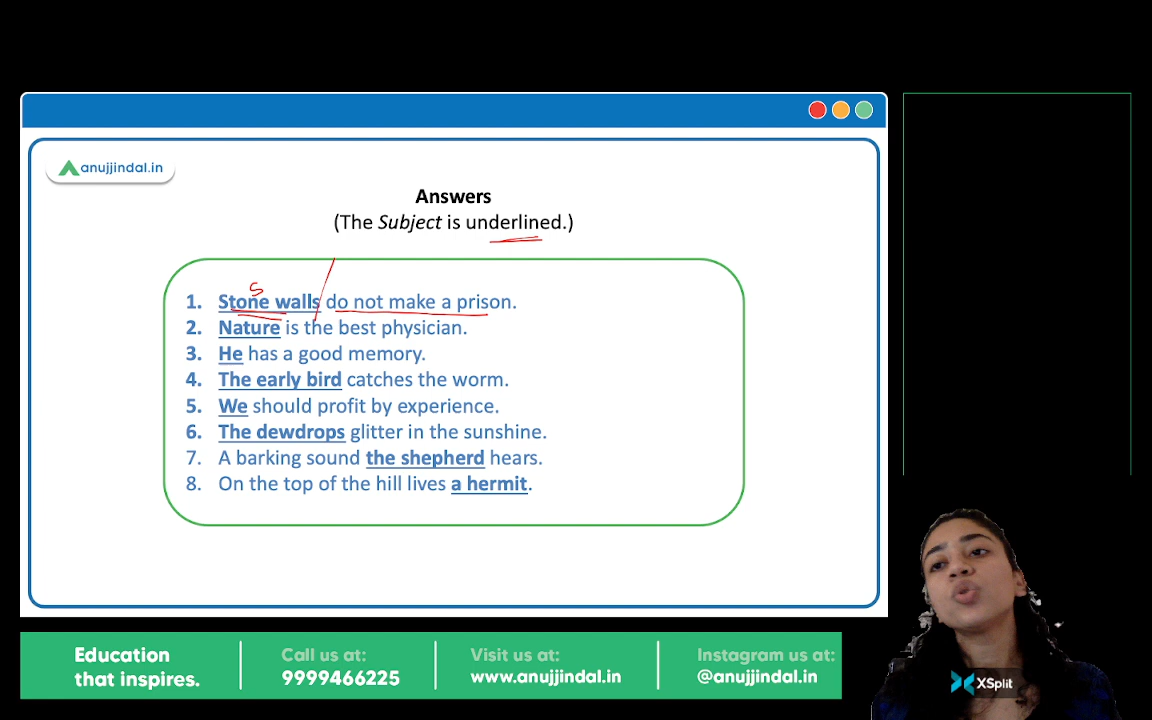 anujjindal.in
Answers
(The Subject is underlined.)
S
1. Stone walls do not make a prison.
2. Nature is the best physician.
3. He has a good memory.
4. The early bird catches the worm.
5. We should profit by experience.
6. The dewdrops glitter in the sunshine.
7. A barking sound the shepherd hears.
8. On the top of the hill lives a hermit.
Education
that inspires.
Call us at:
9999466225
Visit us at:
www.anujjindal.in
Instagram us at:
@anujjindal.in
XSplit